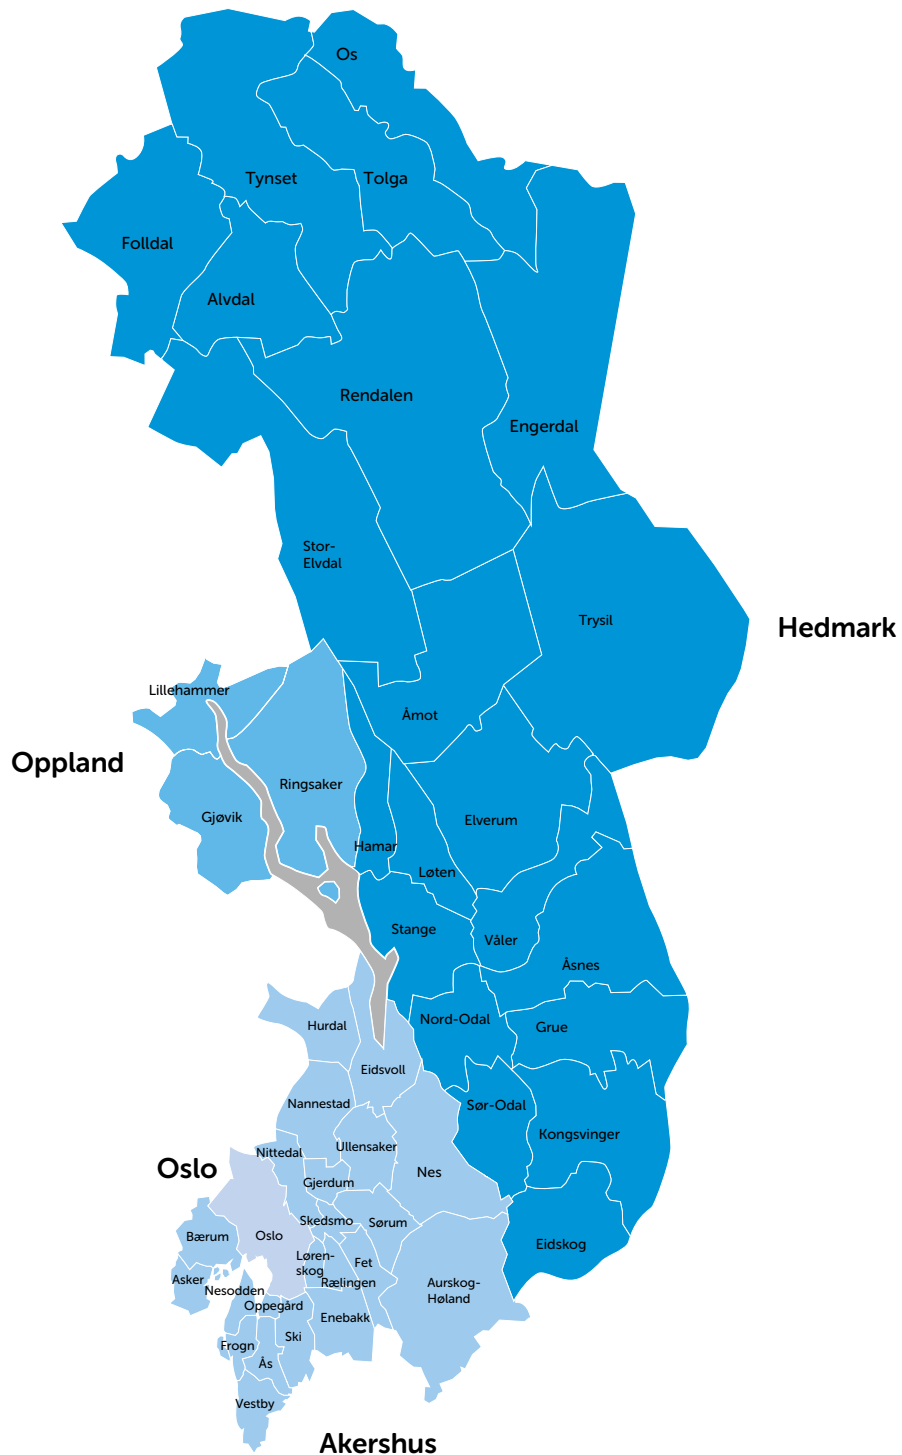 Os
Tynset
Tolga
Folldal
Alvdal
Rendalen
Engerdal
Stor-
Elvdal
Trysil
Hedmark
Lillehammer
Åmot
Oppland
Ringsaker
Gjøvik
Elverum
Hamar
Løten
Stange
Våler
Åsnes
Nord-Odal
Hurdal
Grue
Eidsvoll
Nannestad
Sør-Odal
Kongsvinger
Ullensaker
Nittedal
Oslo
Nes
Gjerdum
Skedsmo
Sørum
Bærum
Oslo
Eidskog
Løren-
skog
Fet
Asker
Rælingen
Nesodden
Aurskog-
Høland
Oppegård
Enebakk
Ski
Frogn
Ås
Vestby
Akershus